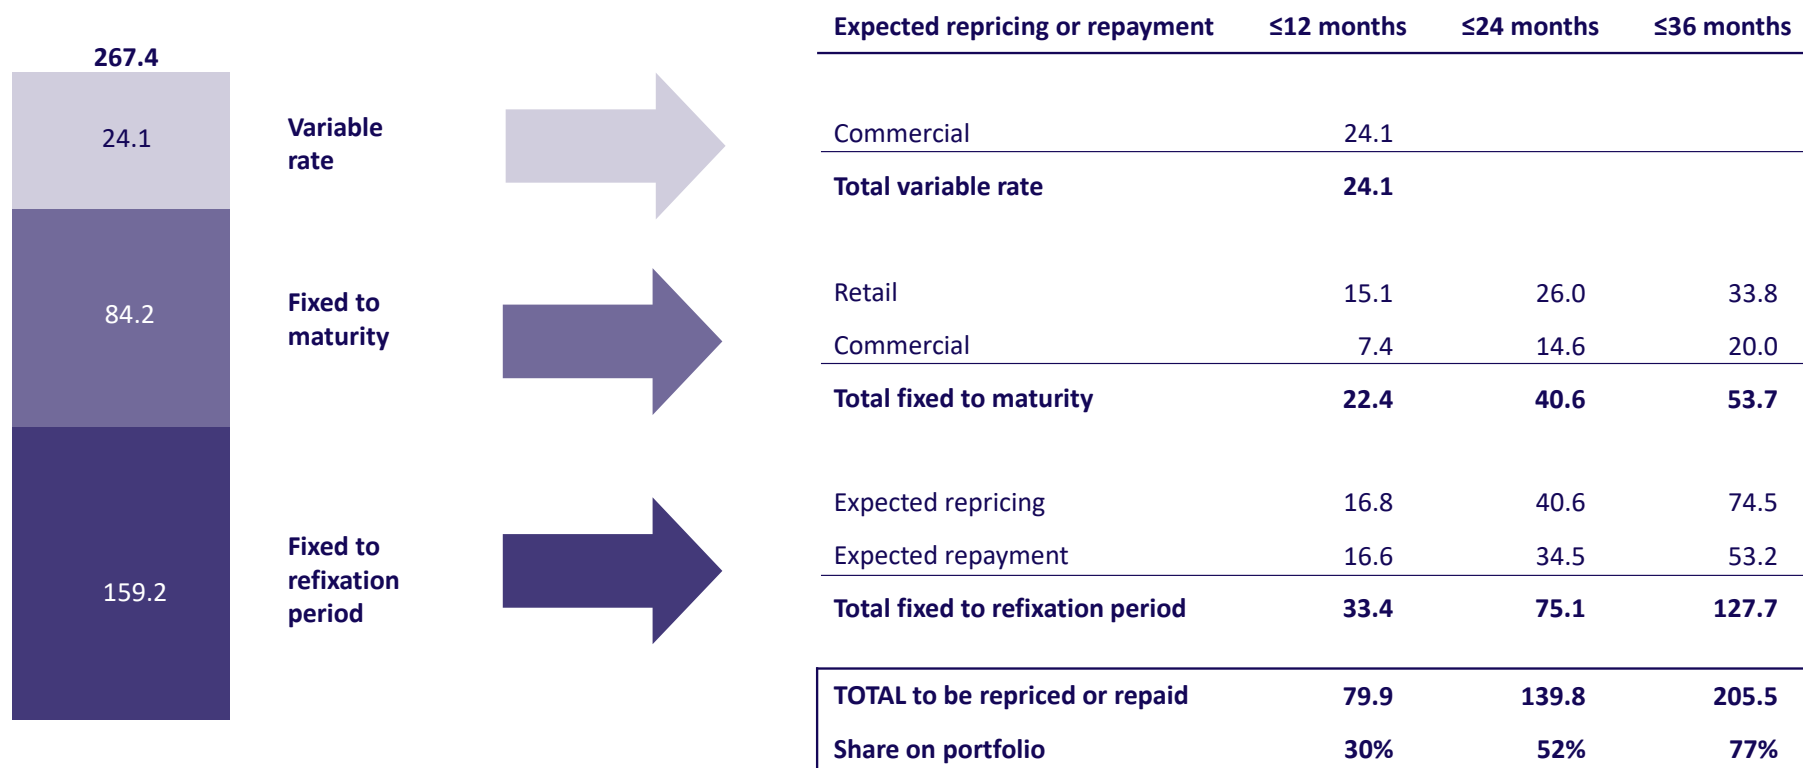 267.4
24.1
84.2
159.2
Variable
rate
Fixed to
maturity
Fixed to
refixation
period
Expected repricing or repayment ≤12 months ≤24 months ≤36 months
Commercial 24.1
Total variable rate 24.1
Retail 15.1 26.0 33.8
Commercial 7.4 14.6 20.0
Total fixed to maturity 22.4 40.6 53.7
Expected repricing 16.8 40.6 74.5
Expected repayment 16.6 34.5 53.2
Total fixed to refixation period 33.4 75.1 127.7
TOTAL to be repriced or repaid 79.9 139.8 205.5
Share on portfolio 30% 52% 77%